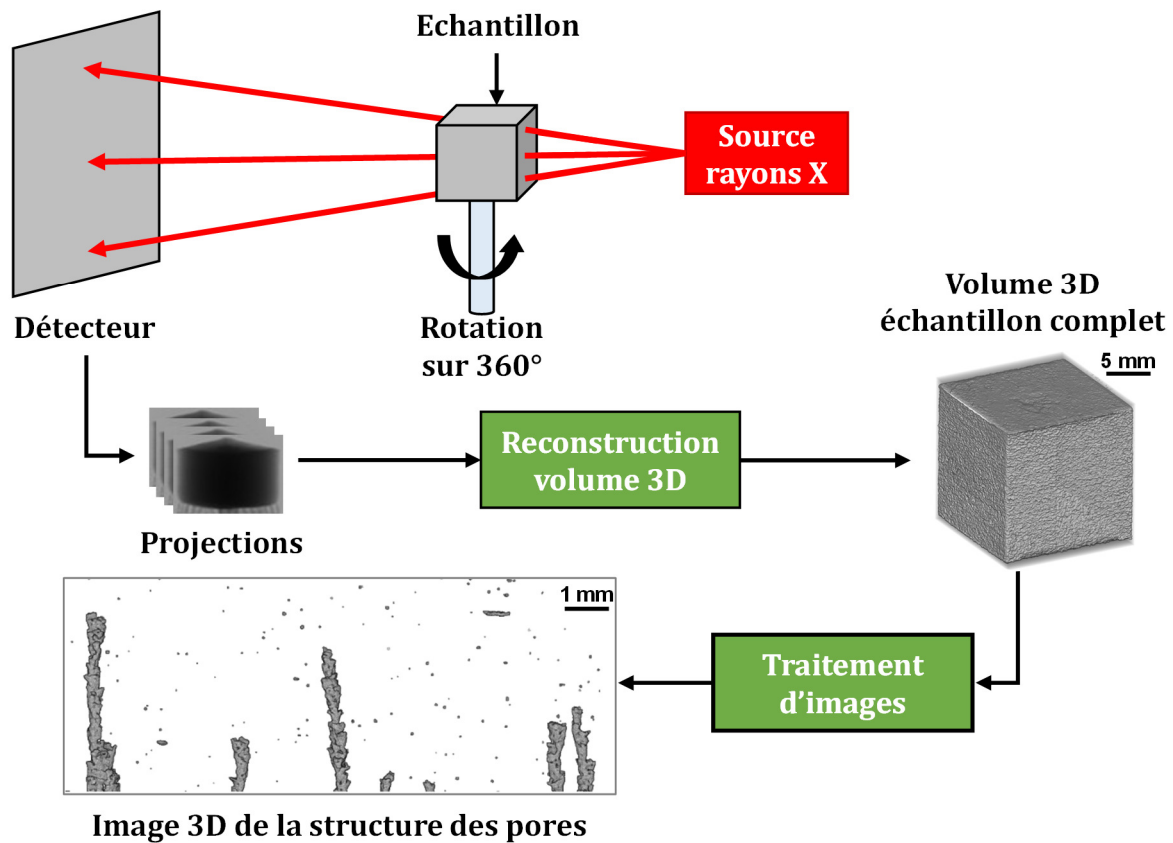 Echantillon
Source
rayons X
Détecteur
Rotation
sur 360°
Volume 3D
échantillon complet
5 mm
Projections
Reconstruction
volume 3D
1 mm
Traitement
d'images
Image 3D de la structure des pores